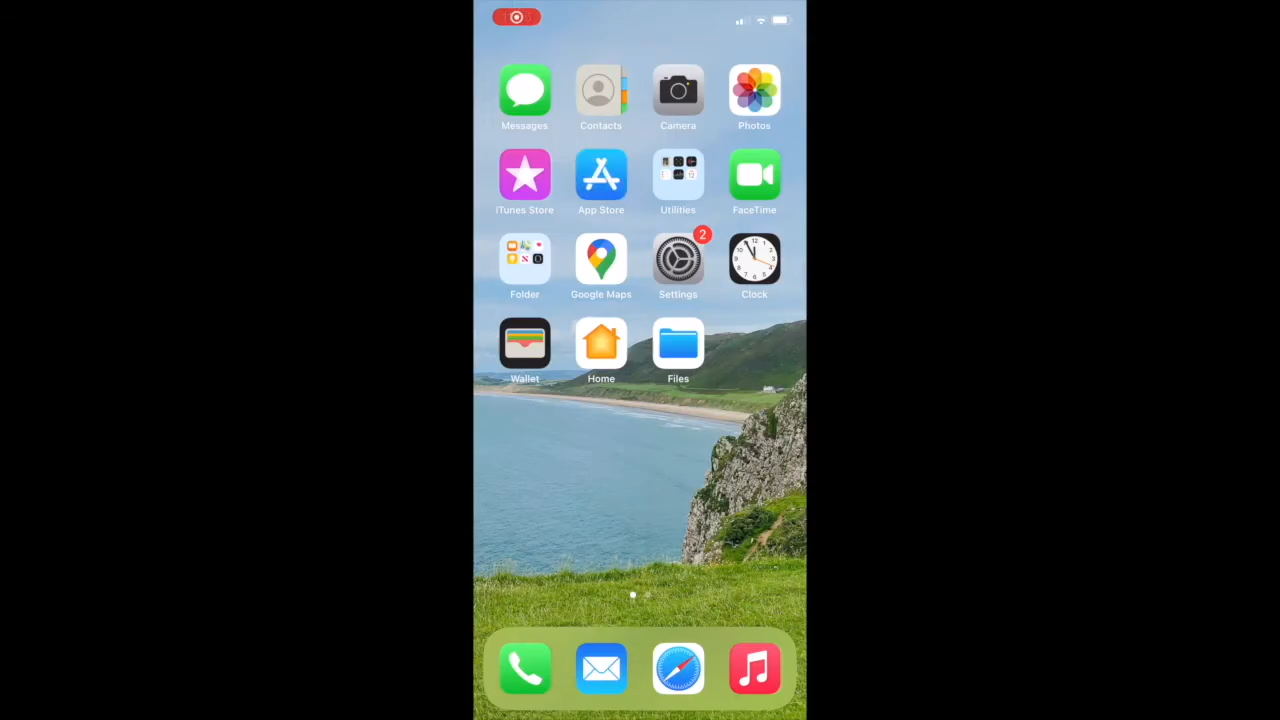 Messages Contacts Camera Photos
iTunes Store App Store Utilities FaceTime
2
Folder Google Maps Settings Clock
Wallet Home Files